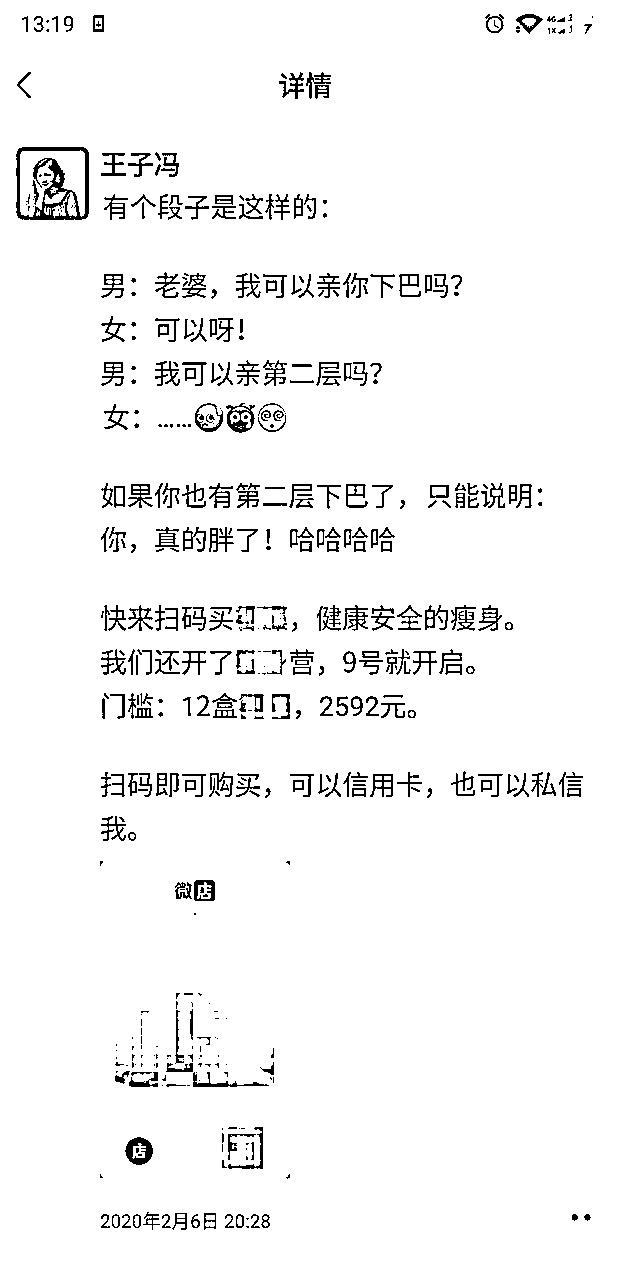 13:19
详情
王子冯
有个段子是这样的：
男：老婆，我可以亲你下巴吗？
女：可以呀！
男：我可以亲第二层吗？
女：……
如果你也有第二层下巴了，只能说明：
你，真的胖了！哈哈哈哈
快来扫码买，健康安全的瘦身。
我们还开了营，9号就开启。
门槛：12盒，2592元。
扫码即可购买，可以信用卡，也可以私信
我。
微店
店
2020年2月6日 20:28